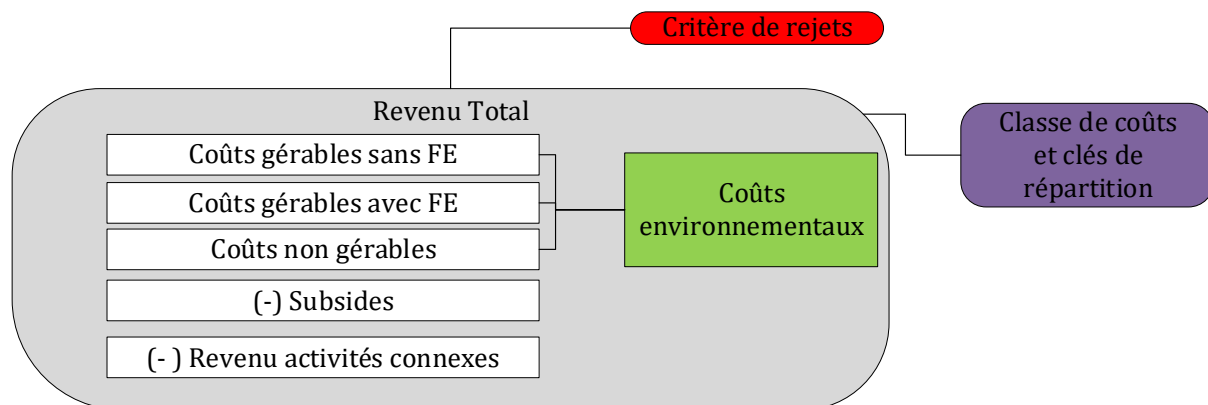 Critère de rejets
Revenu Total
Coûts gérables sans FE
Coûts gérables avec FE
Coûts non gérables
(-) Subsides
(- ) Revenu activités connexes
Coûts
environnementaux
Classe de coûts
et clés de
répartition